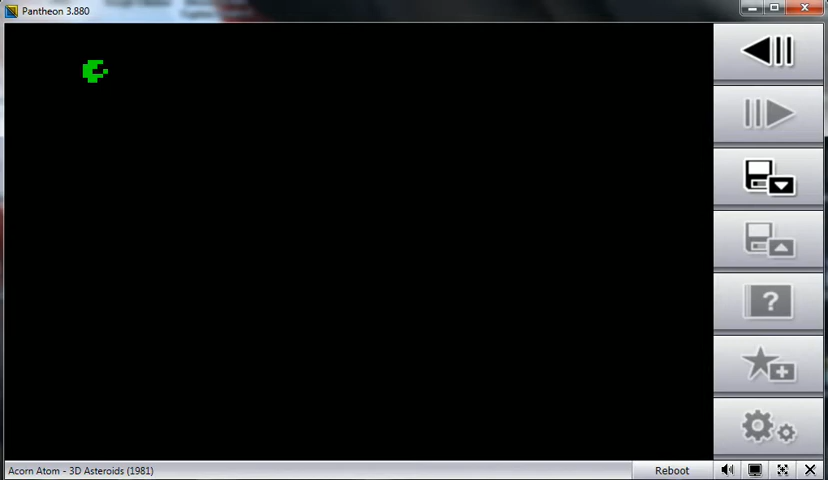 Pantheon 3.880
?
Acorn Atom - 3D Asteroids (1981)
Reboot